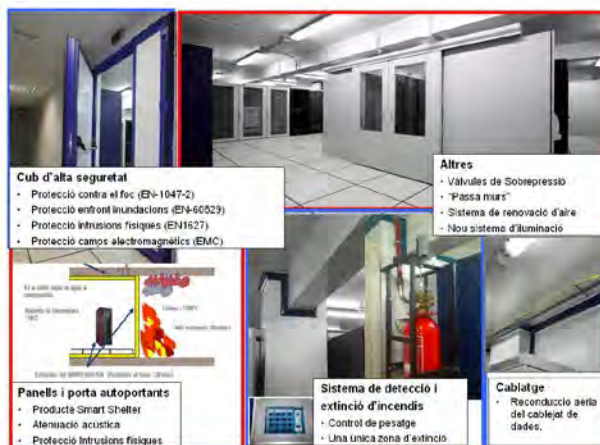 Cub d'alta seguretat
• Protecció contra el foc (EN-1047-2)
• Protecció enfront inundacions (EN-60529)
• Protecció intrusions físiques (EN1627)
• Protecció camps electromagnètics (EMC)
Altres
• Vàlvules de Sobrepressió
• "Passa murs"
• Sistema de renovació d'aire
• Nou sistema d'iluminació
Panells i porta autoportants
• Producte Smart Shelter
• Atenuació acústica
• Protecció Intrusions físiques
Sistema de detecció i
extinció d'incendis
• Control de pesatge
• Una única zona d'extinció
Cablatge
• Reconducció aeria
del cablejat de
dades.